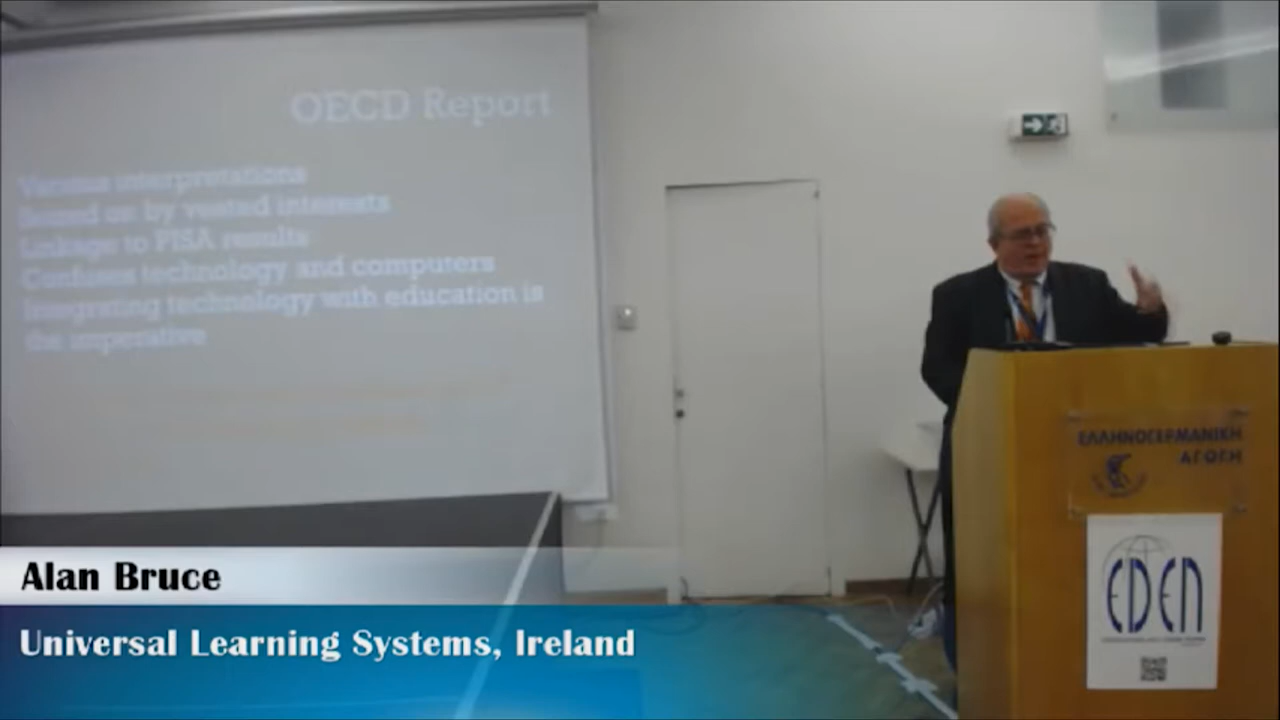 OECD Report
Various interpretations
Based on by vested interests
Linkage to PISA results
Confuses technology and computers
Integrating technology with education is
the imperative
ΕΛΛΗΝΟΓΕΡΜΑΝΙΚΗ
ΑΓΩΓΗ
EDEN
Alan Bruce
Universal Learning Systems, Ireland